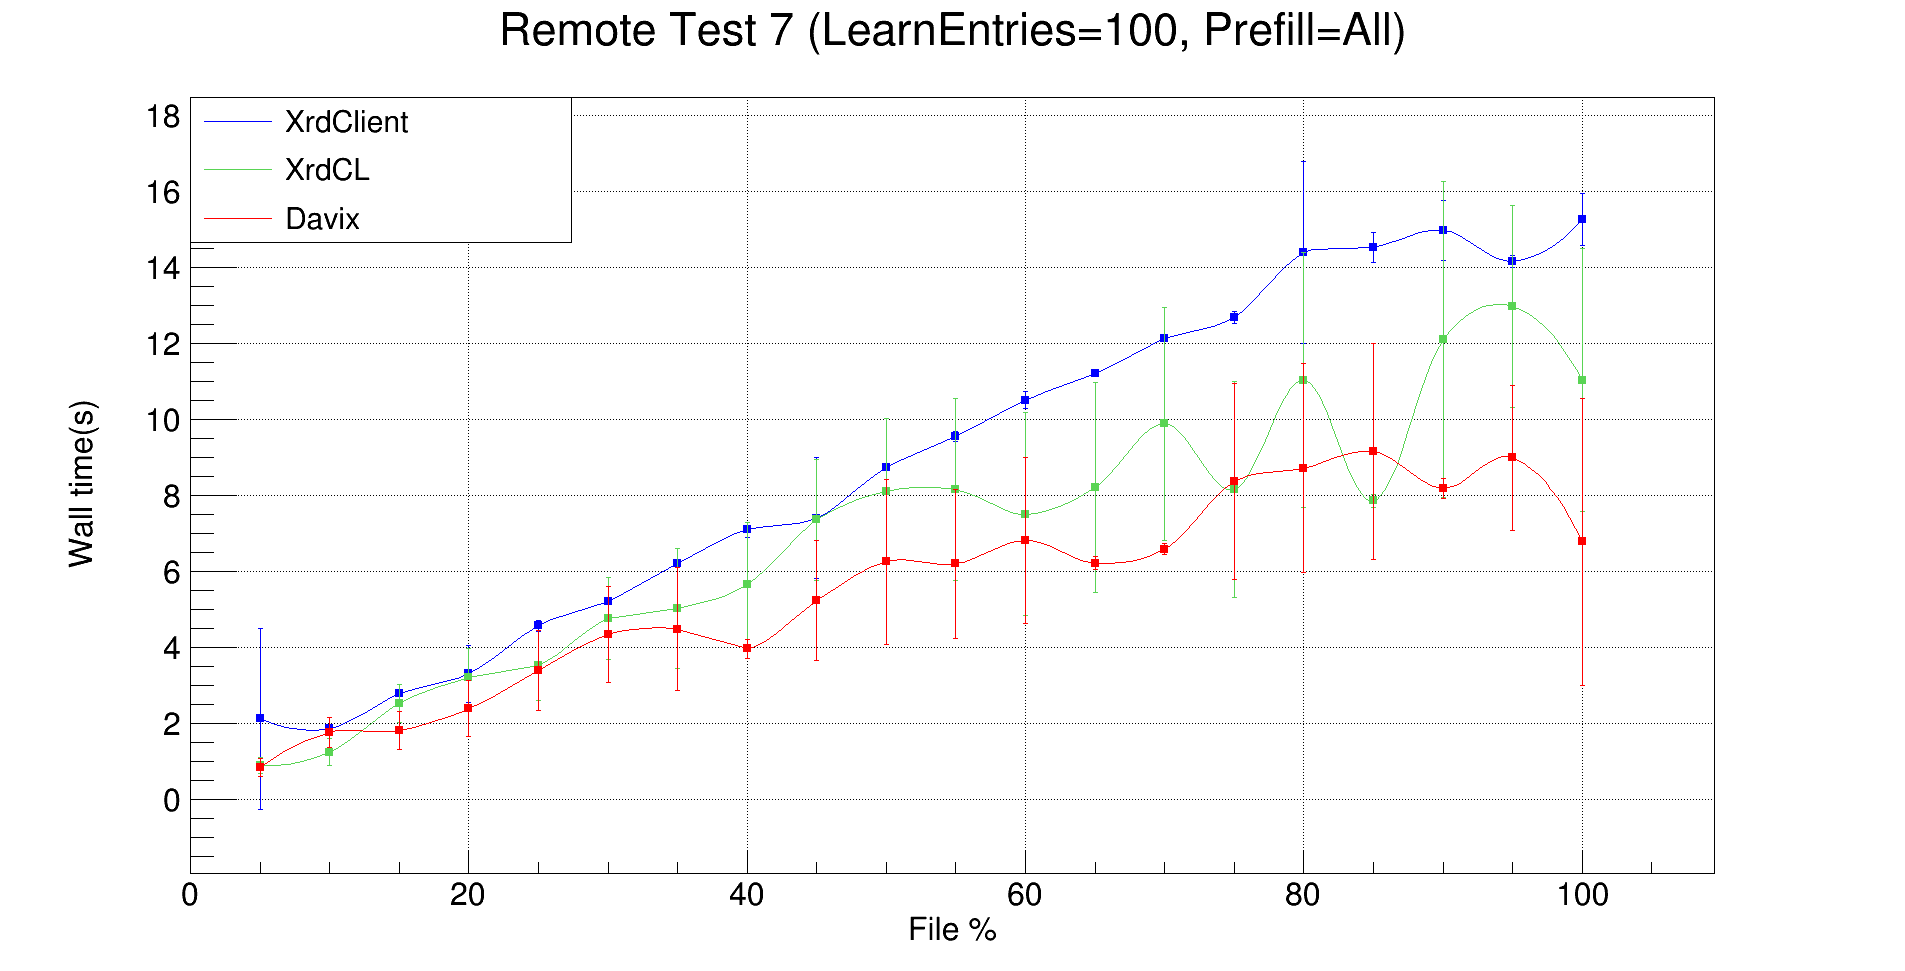 Remote Test 7 (LearnEntries=100, Prefill=All)
XrdClient
XrdCL
Davix
18
16
14
12
10
8
6
4
2
0
Wall time(s)
0 20 40 60 80 100
File %